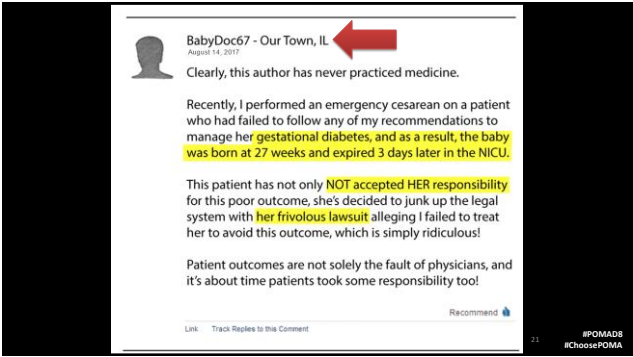 BabyDoc67 - Our Town, IL
August 14, 2017
Clearly, this author has never practiced medicine.
Recently, I performed an emergency cesarean on a patient
who had failed to follow any of my recommendations to
manage her gestational diabetes, and as a result, the baby
was born at 27 weeks and expired 3 days later in the NICU.
This patient has not only NOT accepted HER responsibility
for this poor outcome, she's decided to junk up the legal
system with her frivolous lawsuit alleging I failed to treat
her to avoid this outcome, which is simply ridiculous!
Patient outcomes are not solely the fault of physicians, and
it's about time patients took some responsibility too!
Recommend
Link Track Replies to this Comment
21
#POMAD8
#ChoosePOMA